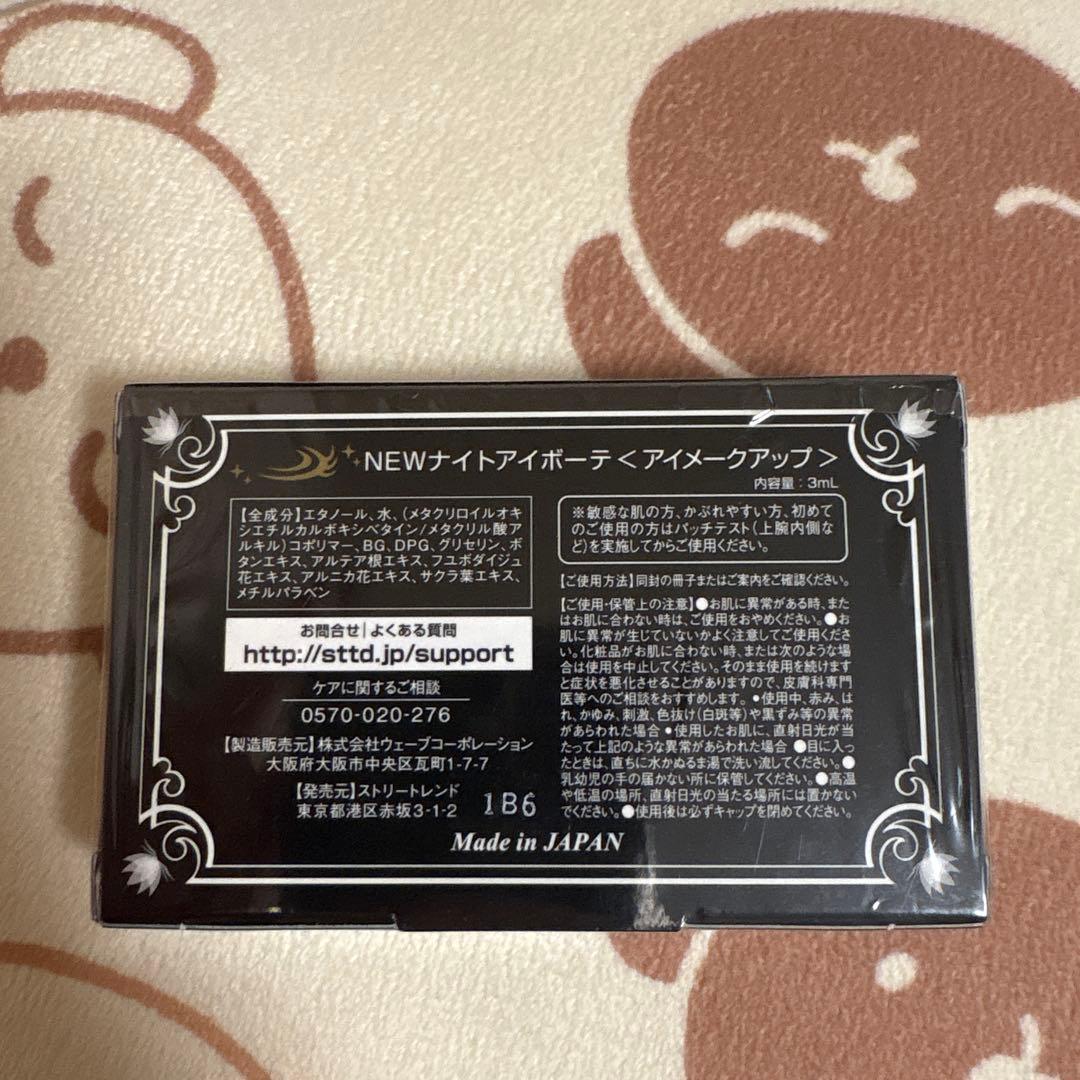 NEWナイトアイボーテ＜アイメークアップ＞
内容量：3mL
【全成分】エタノール、水、（メタクリロイルオキ
シエチルカルボキシベタイン/メタクリル酸ア
ルキル）コポリマー、BG、DPG、グリセリン、ボ
タンエキス、アルテア根エキス、フユボダイジュ
花エキス、アルニカ花エキス、サクラ葉エキス、
メチルパラベン
お問合せ|よくある質問
http://sttd.jp/support
ケアに関するご相談
0570-020-276
【製造販売元】株式会社ウェーブコーポレーション
大阪府大阪市中央区瓦町1-7-7
【発売元】ストリートレンド
東京都港区赤坂3-1-2
1B6
※敏感な肌の方、かぶれやすい方、初めて
のご使用の方はパッチテスト（上腕内側な
ど）を実施してからご使用ください。
【ご使用方法】同封の冊子またはご案内をご確認ください。
【ご使用・保管上の注意】●お肌に異常がある時、また
はお肌に合わない時は、ご使用をおやめください。●お
肌に異常が生じていないかよく注意してご使用くださ
い。化粧品がお肌に合わない時、または次のような場
合は使用を中止してください。そのまま使用を続けます
と症状を悪化させることがありますので、皮膚科専門
医等へのご相談をおすすめします。•使用中、赤み、は
れ、かゆみ、刺激、色抜け（白斑等）や黒ずみ等の異常
があらわれた場合•使用したお肌に、直射日光が当
たって上記のような異常があらわれた場合 ●目に入っ
たときは、直ちに水かぬるま湯で洗い流してください。●
乳幼児の手の届かない所に保管してください。●高温
や低温の場所、直射日光の当たる場所には置かない
でください。●使用後は必ずキャップを閉めてください。
Made in JAPAN